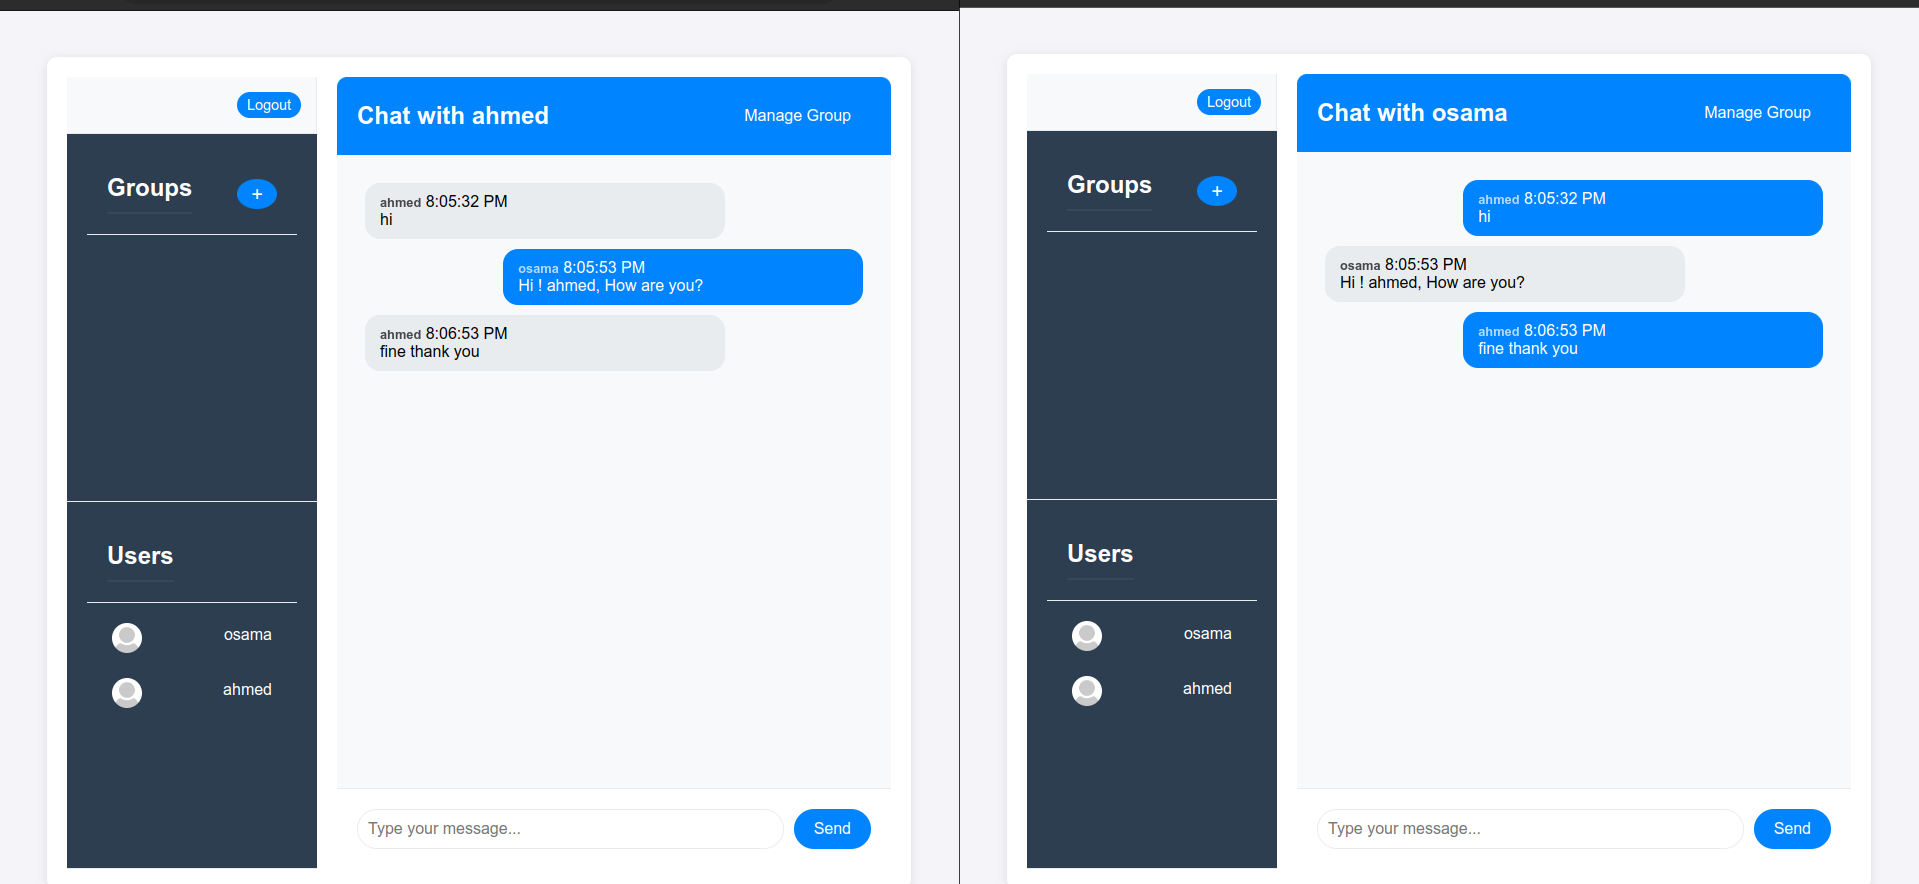 Logout
Groups
+
Users
osama
ahmed
Chat with ahmed
Manage Group
ahmed 8:05:32 PM
hi
osama 8:05:53 PM
Hi ! ahmed, How are you?
ahmed 8:06:53 PM
fine thank you
Type your message...
Send
Logout
Groups
+
Users
osama
ahmed
Chat with osama
Manage Group
ahmed 8:05:32 PM
hi
osama 8:05:53 PM
Hi ! ahmed, How are you?
ahmed 8:06:53 PM
fine thank you
Type your message...
Send